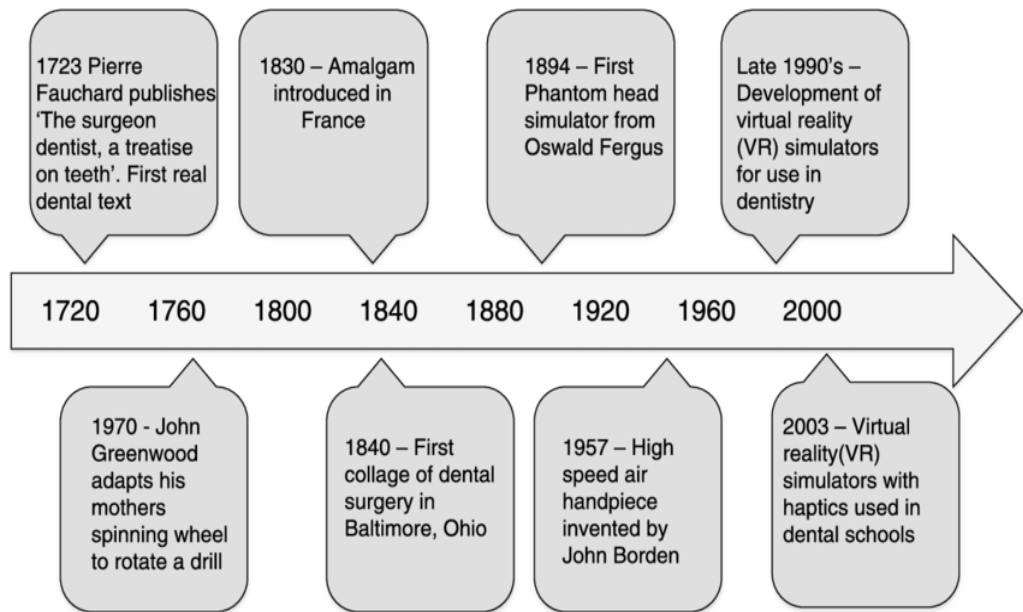 1723 Pierre
Fauchard publishes
‘The surgeon
dentist, a treatise
on teeth’. First real
dental text
1830 – Amalgam
introduced in
France
1894 – First
Phantom head
simulator from
Oswald Fergus
Late 1990’s –
Development of
virtual reality
(VR) simulators
for use in
dentistry
1720 1760 1800 1840 1880 1920 1960 2000
1970 - John
Greenwood
adapts his
mothers
spinning wheel
to rotate a drill
1840 – First
collage of dental
surgery in
Baltimore, Ohio
1957 – High
speed air
handpiece
invented by
John Borden
2003 – Virtual
reality(VR)
simulators with
haptics used in
dental schools